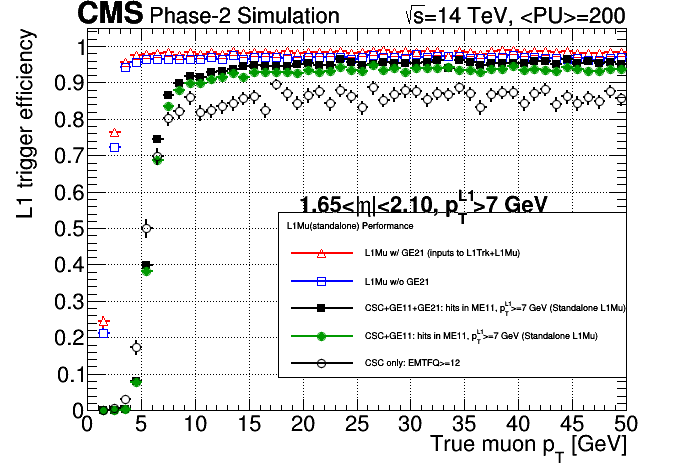 CMS Phase-2 Simulation √s=14 TeV, <PU>=200
L1 trigger efficiency
1
0.9
0.8
0.7
0.6
0.5
0.4
0.3
0.2
0.1
0
1.65<|η|<2.10, p_T^L1>7 GeV
L1Mu(standalone) Performance
L1Mu w/ GE21 (inputs to L1Trk+L1Mu)
L1Mu w/o GE21
CSC+GE11+GE21: hits in ME11, p_T^L1>=7 GeV (Standalone L1Mu)
CSC+GE11: hits in ME11, p_T^L1>=7 GeV (Standalone L1Mu)
CSC only: EMTFQ>=12
0 5 10 15 20 25 30 35 40 45 50
True muon p_T [GeV]